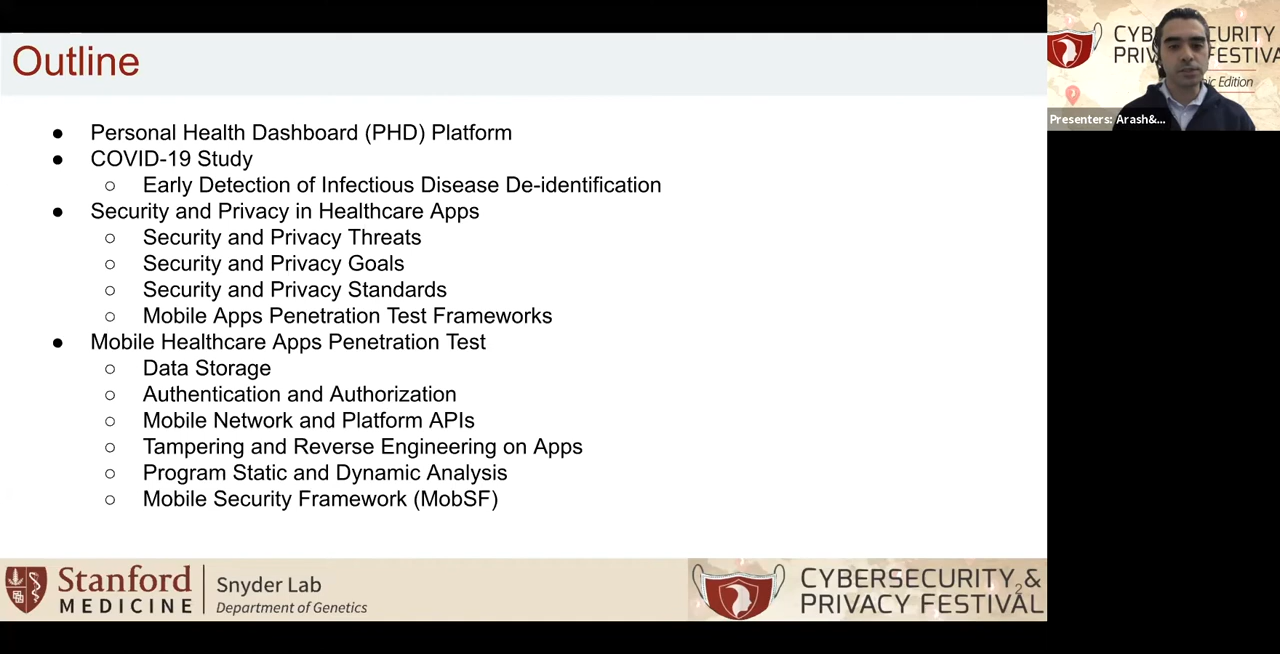 Outline
● Personal Health Dashboard (PHD) Platform
● COVID-19 Study
○ Early Detection of Infectious Disease De-identification
● Security and Privacy in Healthcare Apps
○ Security and Privacy Threats
○ Security and Privacy Goals
○ Security and Privacy Standards
○ Mobile Apps Penetration Test Frameworks
● Mobile Healthcare Apps Penetration Test
○ Data Storage
○ Authentication and Authorization
○ Mobile Network and Platform APIs
○ Tampering and Reverse Engineering on Apps
○ Program Static and Dynamic Analysis
○ Mobile Security Framework (MobSF)
Stanford
MEDICINE
Snyder Lab
Department of Genetics
CYBERSECURITY &
PRIVACY FESTIVAL
2
Presenters: Arash&...
Edition